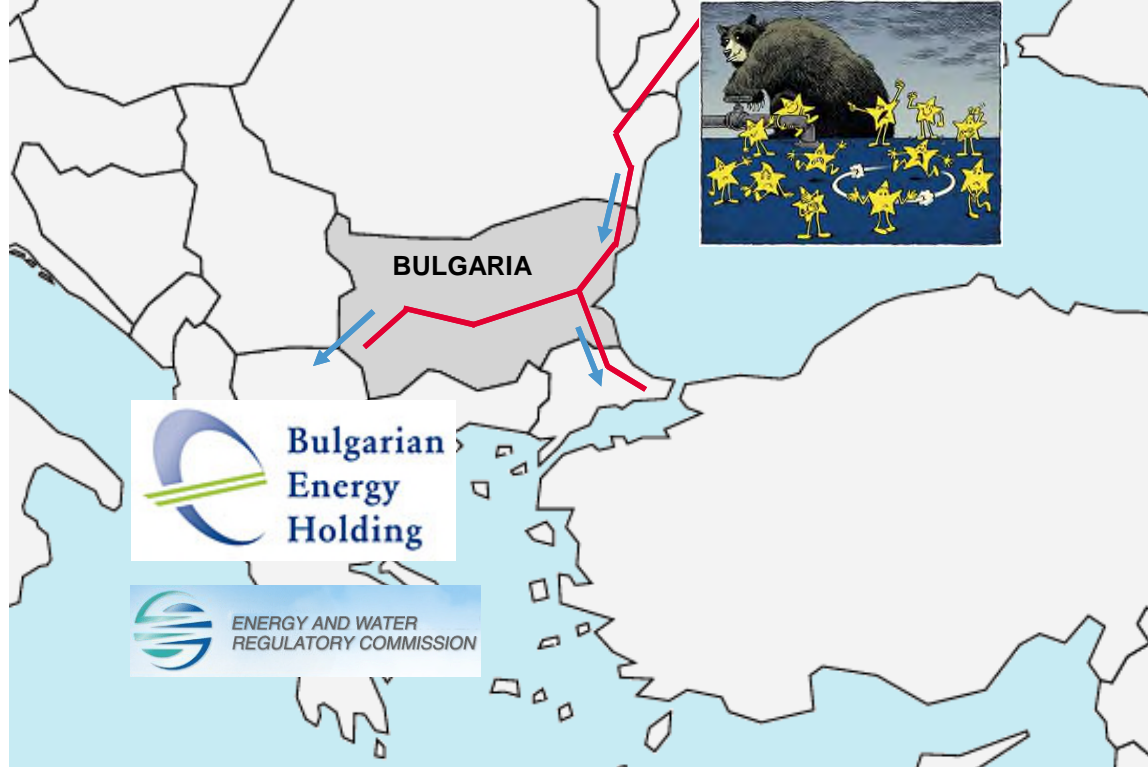 BULGARIA
Bulgarian
Energy
Holding
ENERGY AND WATER
REGULATORY COMMISSION